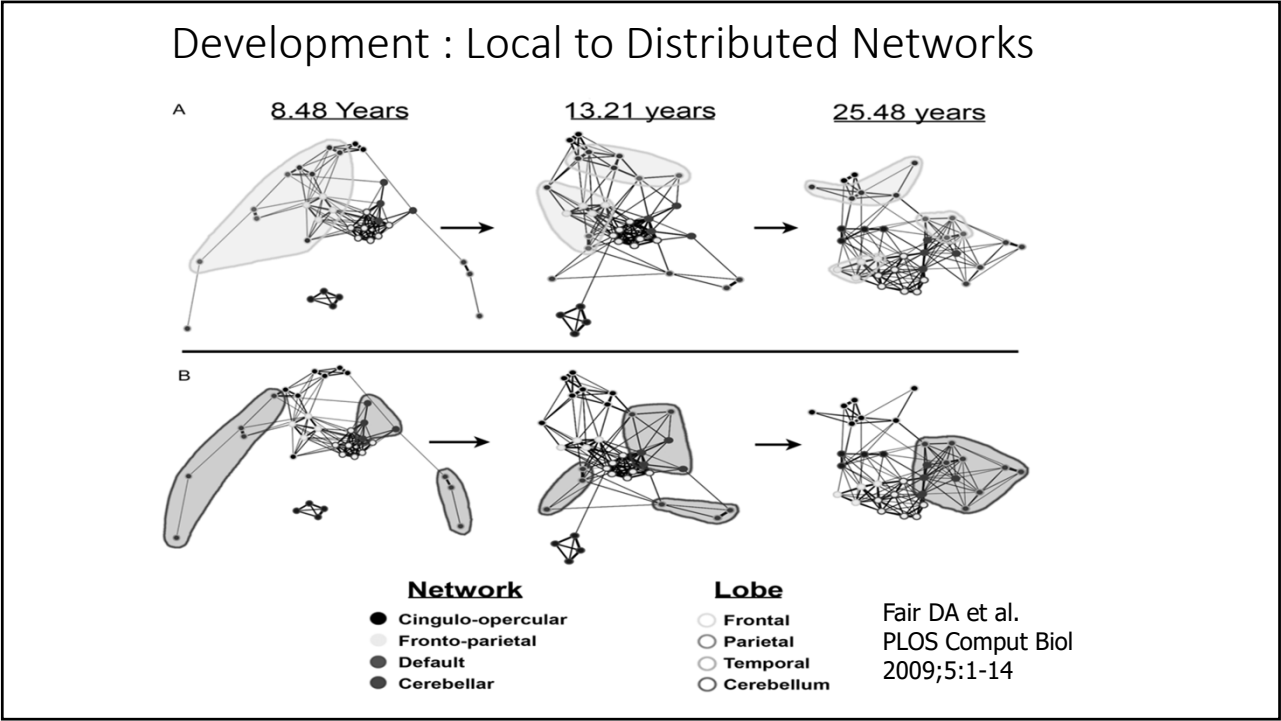 Development : Local to Distributed Networks
A
8.48 Years
13.21 years
25.48 years
B
Network
Cingulo-opercular
Fronto-parietal
Default
Cerebellar
Lobe
Frontal
Parietal
Temporal
Cerebellum
Fair DA et al.
PLOS Comput Biol
2009;5:1-14